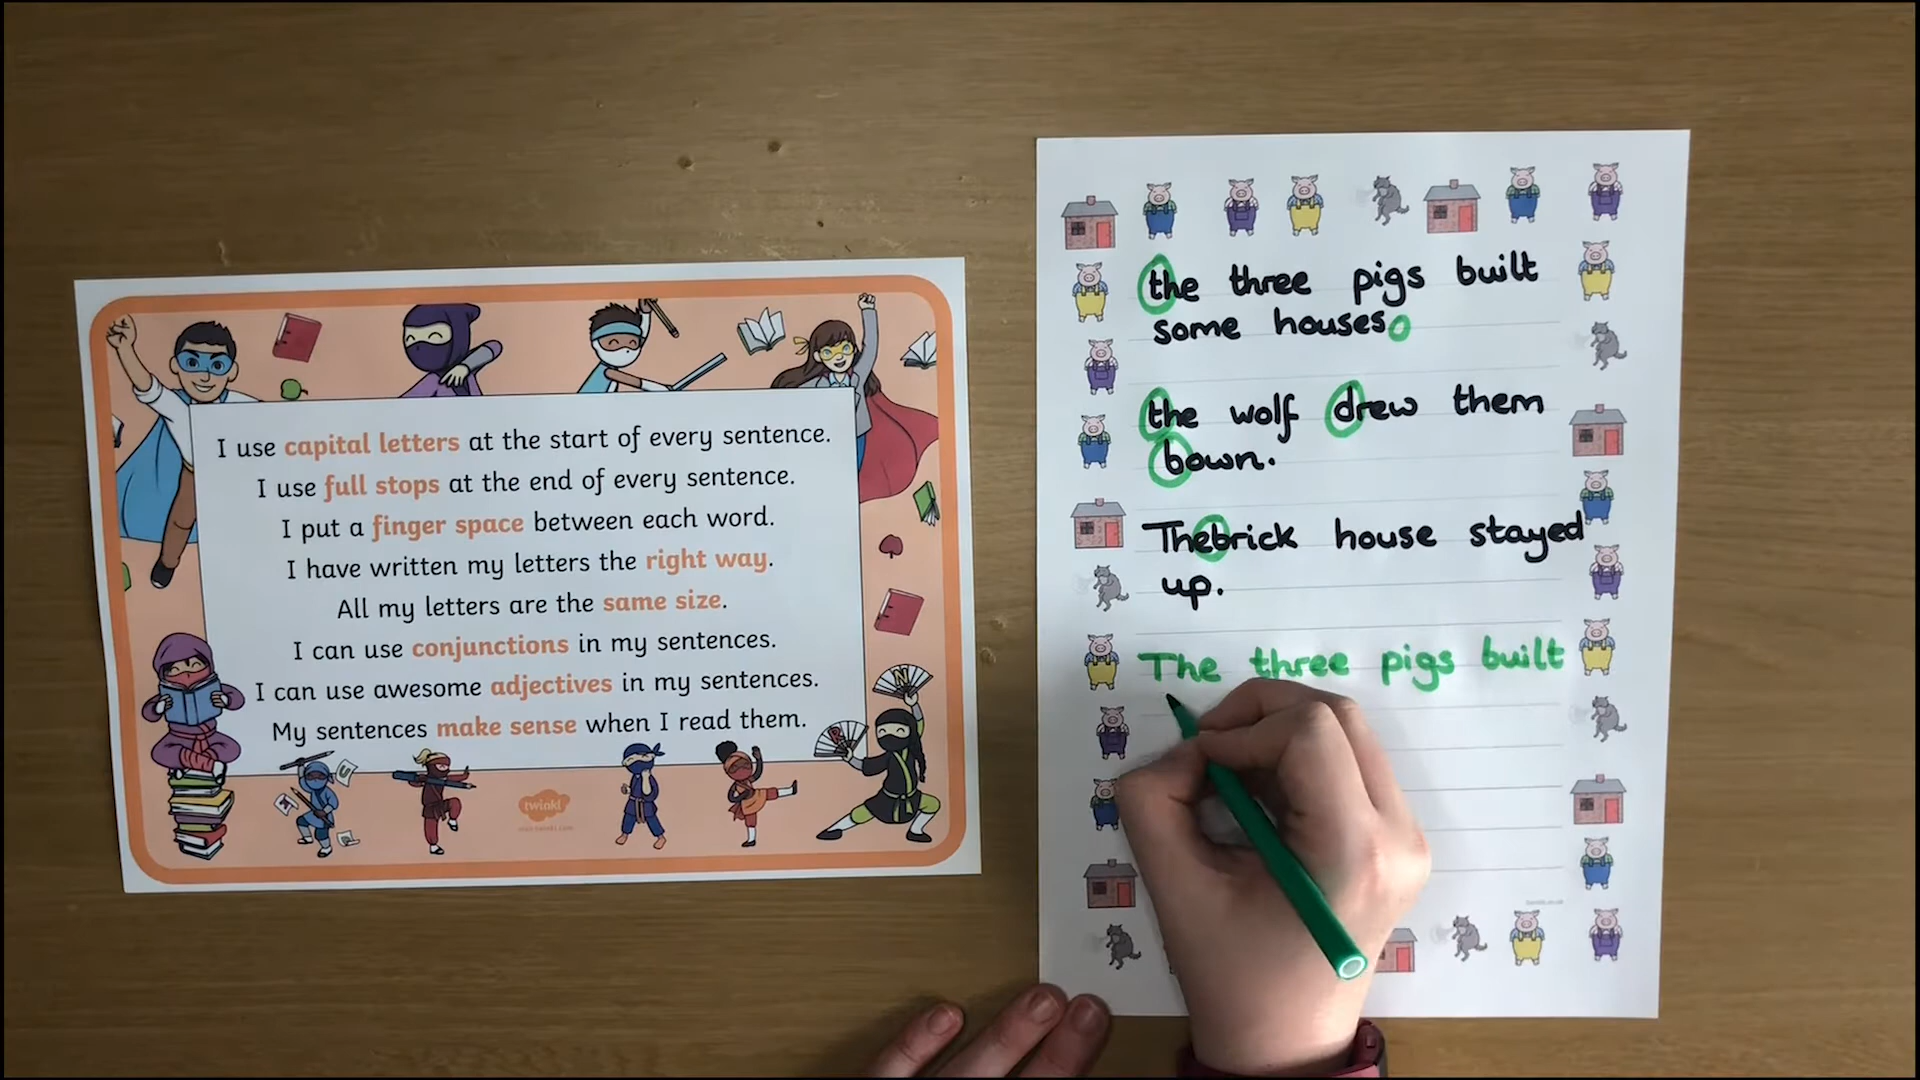 I use capital letters at the start of every sentence.
I use full stops at the end of every sentence.
I put a finger space between each word.
I have written my letters the right way.
All my letters are the same size.
I can use conjunctions in my sentences.
I can use awesome adjectives in my sentences.
My sentences make sense when I read them.
twinkl
the three pigs built
some houses
the wolf drew them
bown.
Thebrick house stayed
up.
The three pigs built